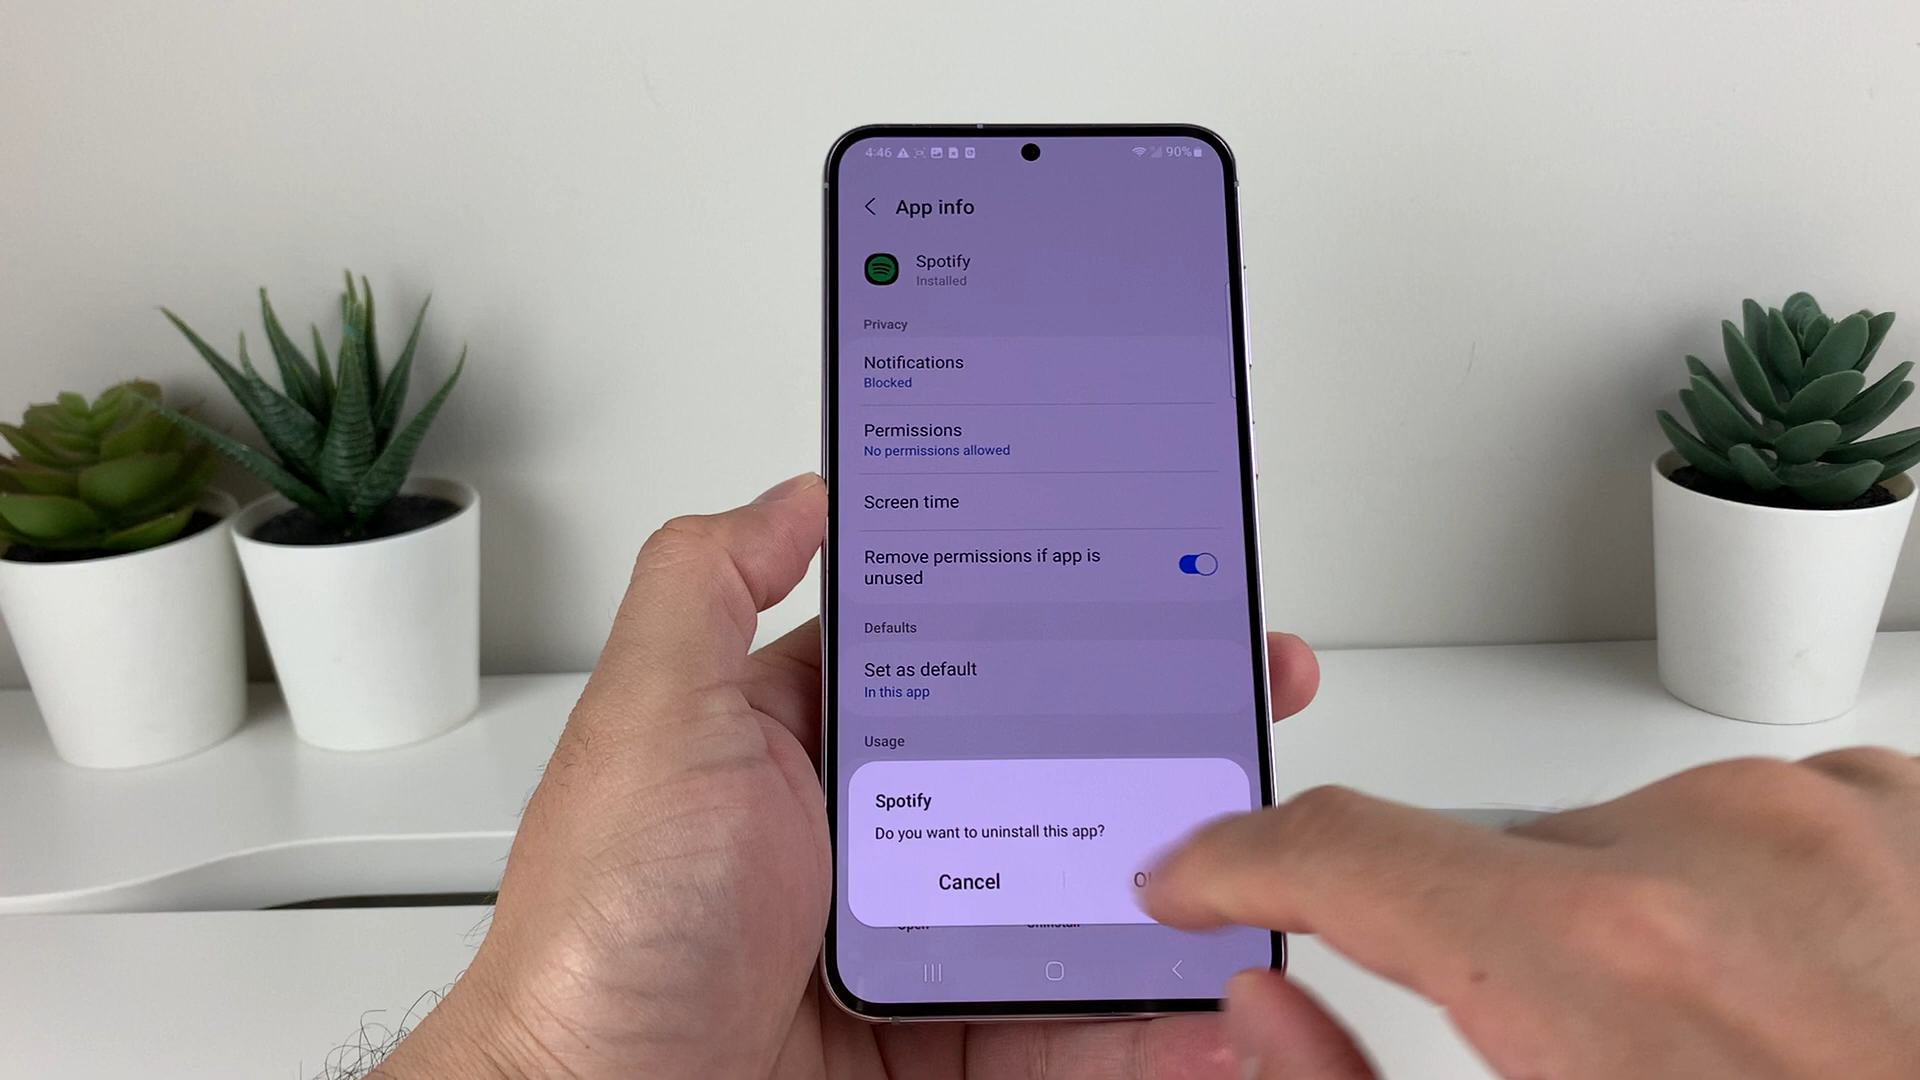 4:46 90%
App info
Spotify
Installed
Privacy
Notifications
Blocked
Permissions
No permissions allowed
Screen time
Remove permissions if app is
unused
Defaults
Set as default
In this app
Usage
Spotify
Do you want to uninstall this app?
Cancel
Open Uninstall